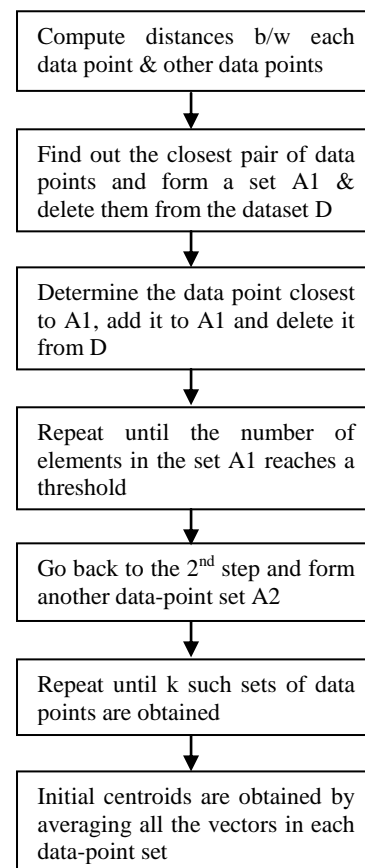 Compute distances b/w each
data point & other data points
Find out the closest pair of data
points and form a set A1 &
delete them from the dataset D
Determine the data point closest
to A1, add it to A1 and delete it
from D
Repeat until the number of
elements in the set A1 reaches a
threshold
Go back to the 2nd step and form
another data-point set A2
Repeat until k such sets of data
points are obtained
Initial centroids are obtained by
averaging all the vectors in each
data-point set